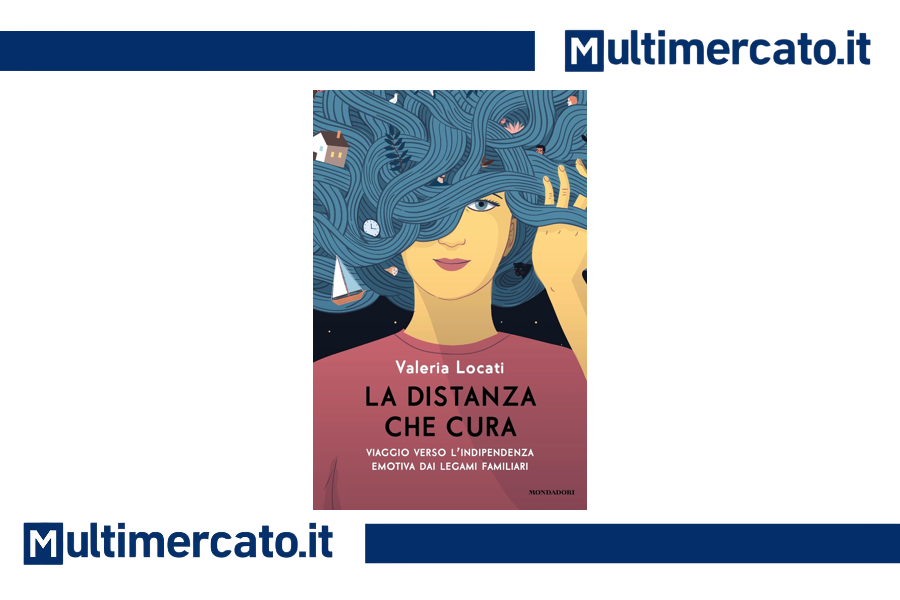 Multimercato.it
Valeria Locati
LA DISTANZA
CHE CURA
VIAGGIO VERSO L'INDIPENDENZA
EMOTIVA DAI LEGAMI FAMILIARI
MONDADORI
Multimercato.it